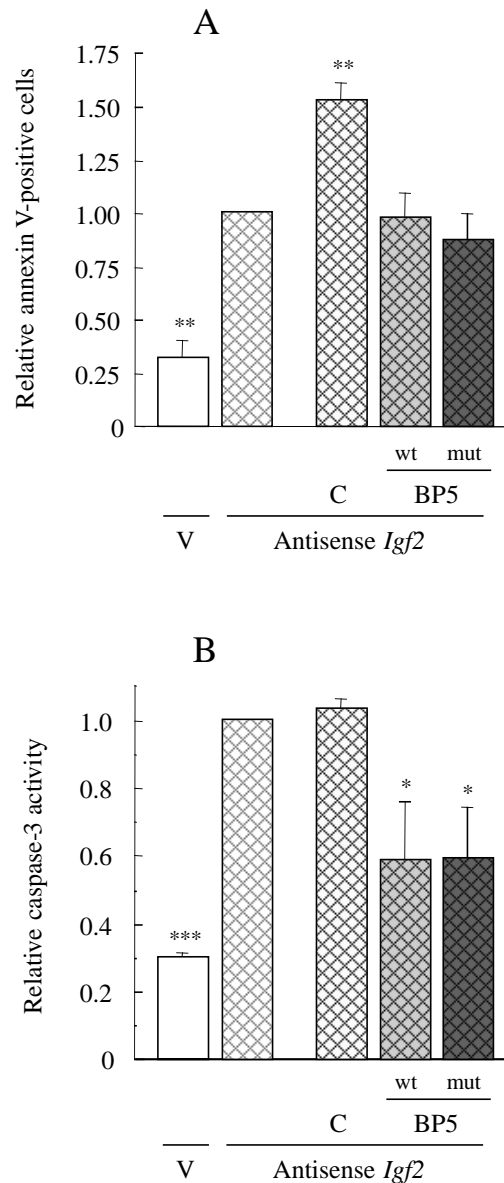 A
Relative annexin V-positive cells
1.75
1.50
1.25
1.00
0.75
0.50
0.25
0
**
**
wt mut
C BP5
V Antisense Igf2
B
Relative caspase-3 activity
1.0
0.8
0.6
0.4
0.2
0
***
*
*
wt mut
C BP5
V Antisense Igf2